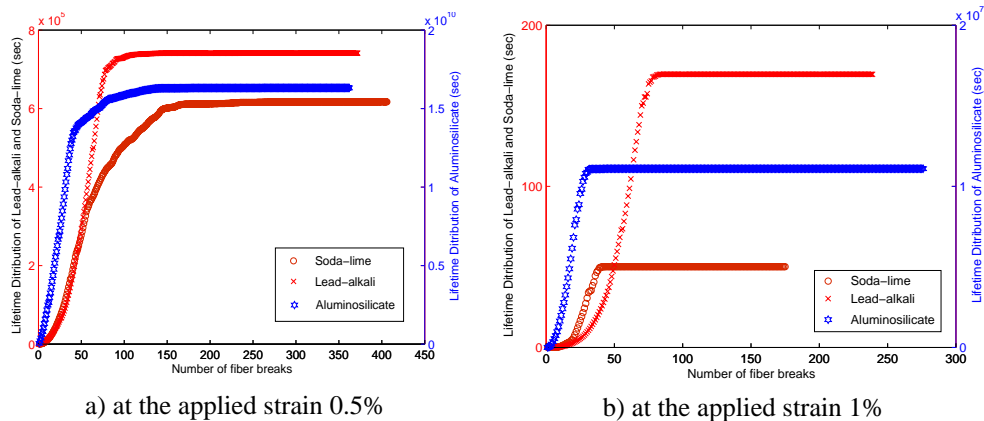 x 10^5
x 10^10
8
6
4
2
0
2
1.5
1
0.5
0
0
50
100
150
200
250
300
350
400
450
Lifetime Ditribution of Lead−alkali and Soda−lime (sec)
Lifetime Distribution of Aluminosilicate (sec)
Number of fiber breaks
Soda−lime
Lead−alkali
Aluminosilicate
a) at the applied strain 0.5%
x 10^7
200
100
0
2
1
0
0
50
100
150
200
250
300
Lifetime Ditribution of Lead−alkali and Soda−lime (sec)
Lifetime Ditribution of Aluminosilicate (sec)
Number of fiber breaks
Soda−lime
Lead−alkali
Aluminosilicate
b) at the applied strain 1%